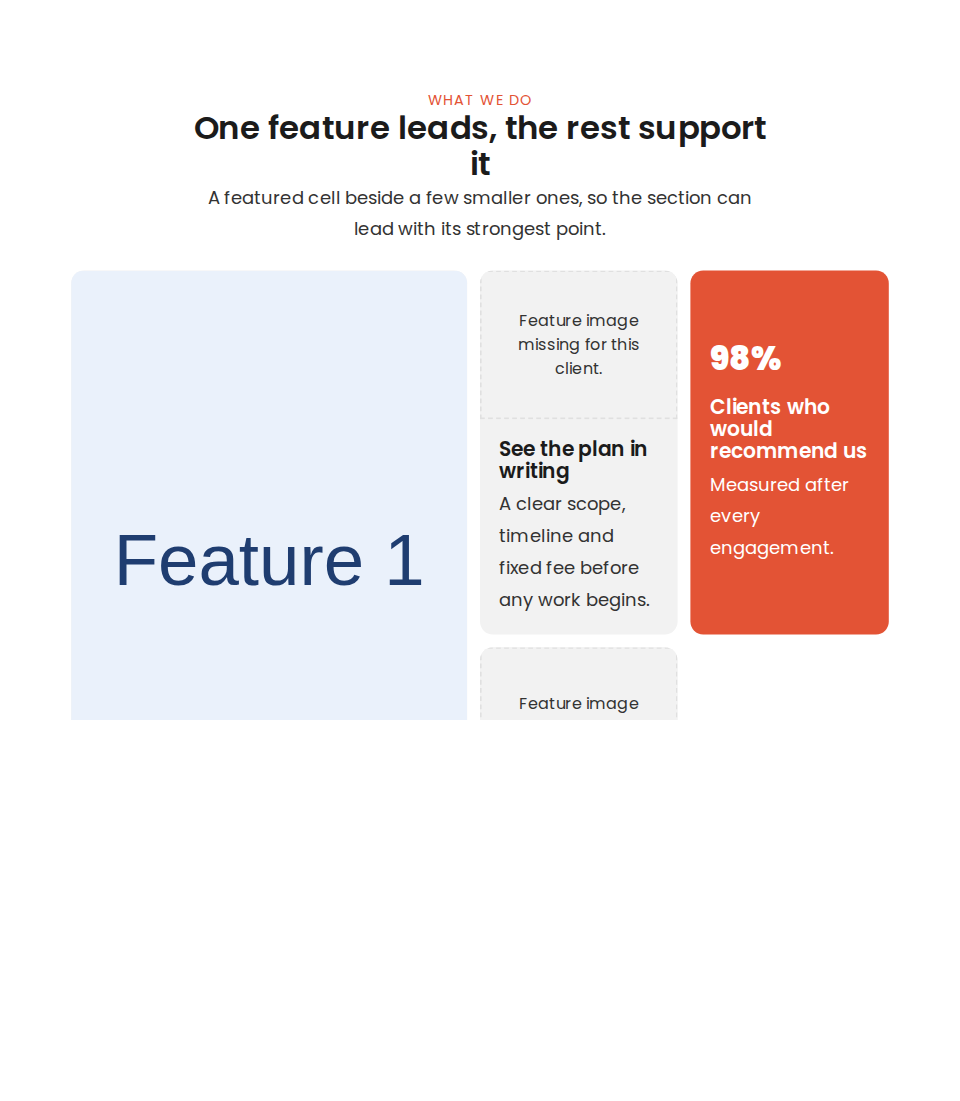 WHAT WE DO
One feature leads, the rest support
it
A featured cell beside a few smaller ones, so the section can
lead with its strongest point.
Feature 1
Feature image
missing for this
client.
See the plan in
writing
A clear scope,
timeline and
fixed fee before
any work begins.
98%
Clients who
would
recommend us
Measured after
every
engagement.
Feature image